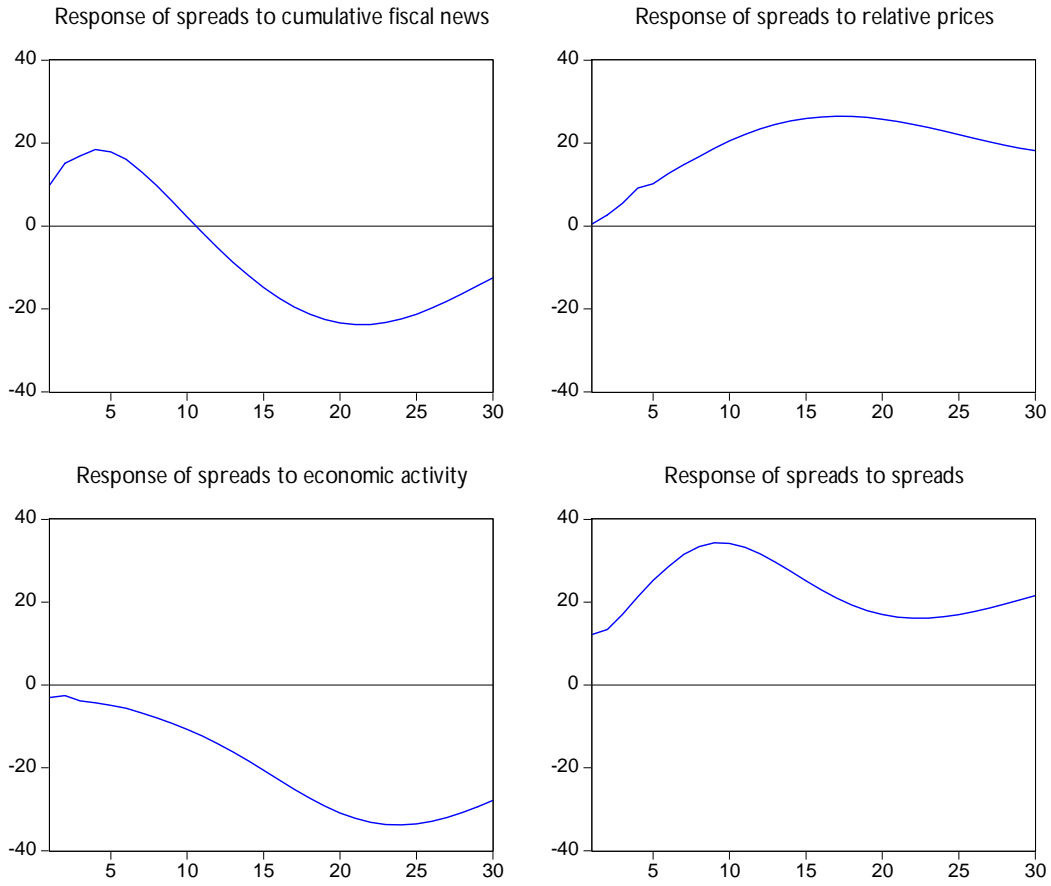 Response of spreads to cumulative fiscal news
40
20
0
-20
-40
5 10 15 20 25 30
Response of spreads to relative prices
40
20
0
-20
-40
5 10 15 20 25 30
Response of spreads to economic activity
40
20
0
-20
-40
5 10 15 20 25 30
Response of spreads to spreads
40
20
0
-20
-40
5 10 15 20 25 30